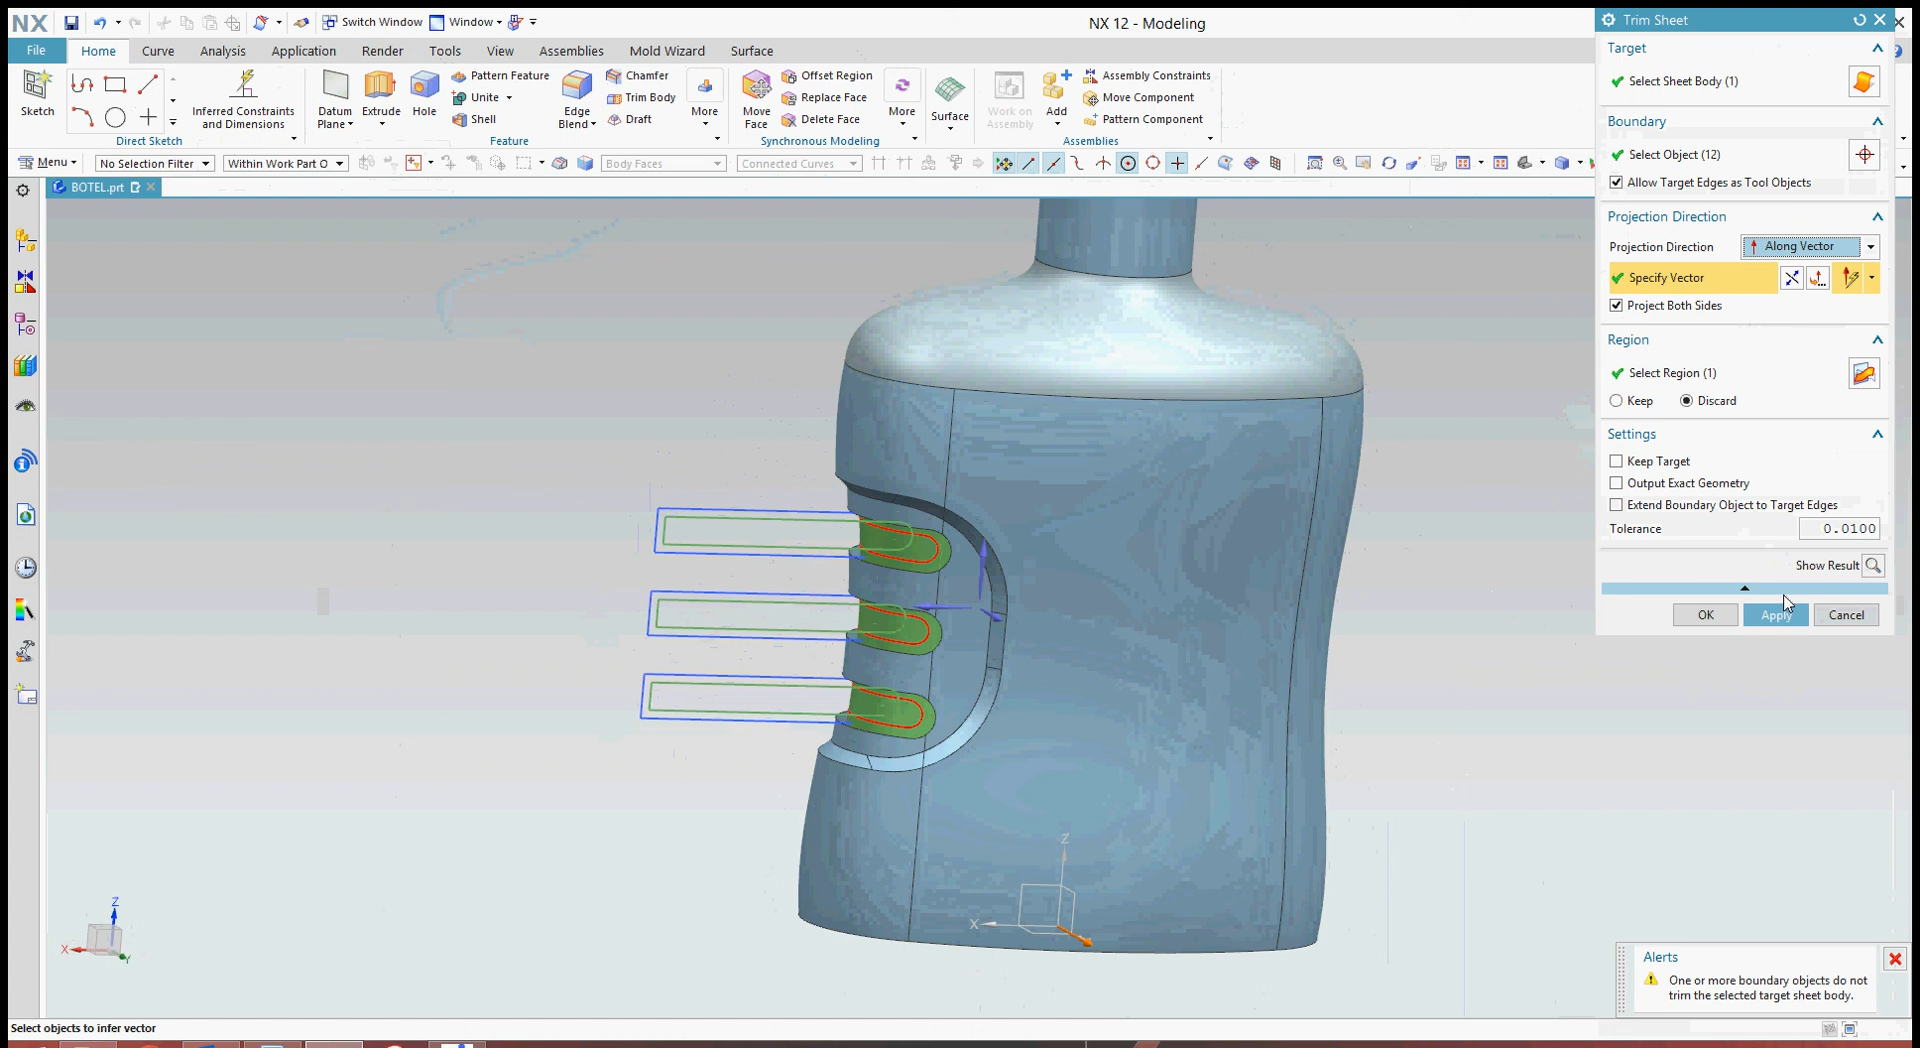 NX
Switch Window
Window
NX 12 - Modeling
File
Home
Curve
Analysis
Application
Render
Tools
View
Assemblies
Mold Wizard
Surface
Sketch
Inferred Constraints
and Dimensions
Direct Sketch
Datum
Plane
Extrude
Hole
Pattern Feature
Unite
Shell
Edge
Blend
Chamfer
Trim Body
Draft
More
Feature
Move
Face
Offset Region
Replace Face
Delete Face
More
Synchronous Modeling
Surface
Work on
Assembly
Add
Assembly Constraints
Move Component
Pattern Component
Assemblies
Menu
No Selection Filter
Within Work Part O
Body Faces
Connected Curves
BOTEL.prt
Trim Sheet
Target
Select Sheet Body (1)
Boundary
Select Object (12)
Allow Target Edges as Tool Objects
Projection Direction
Projection Direction
Along Vector
Specify Vector
Project Both Sides
Region
Select Region (1)
Keep
Discard
Settings
Keep Target
Output Exact Geometry
Extend Boundary Object to Target Edges
Tolerance
0.0100
Show Result
OK
Apply
Cancel
Z
X
Z
X
Y
Alerts
One or more boundary objects do not
trim the selected target sheet body.
Select objects to infer vector